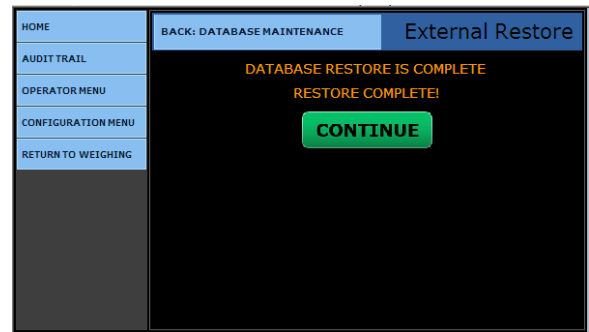 HOME
AUDIT TRAIL
OPERATOR MENU
CONFIGURATION MENU
RETURN TO WEIGHING
BACK: DATABASE MAINTENANCE
External Restore
DATABASE RESTORE IS COMPLETE
RESTORE COMPLETE!
CONTINUE